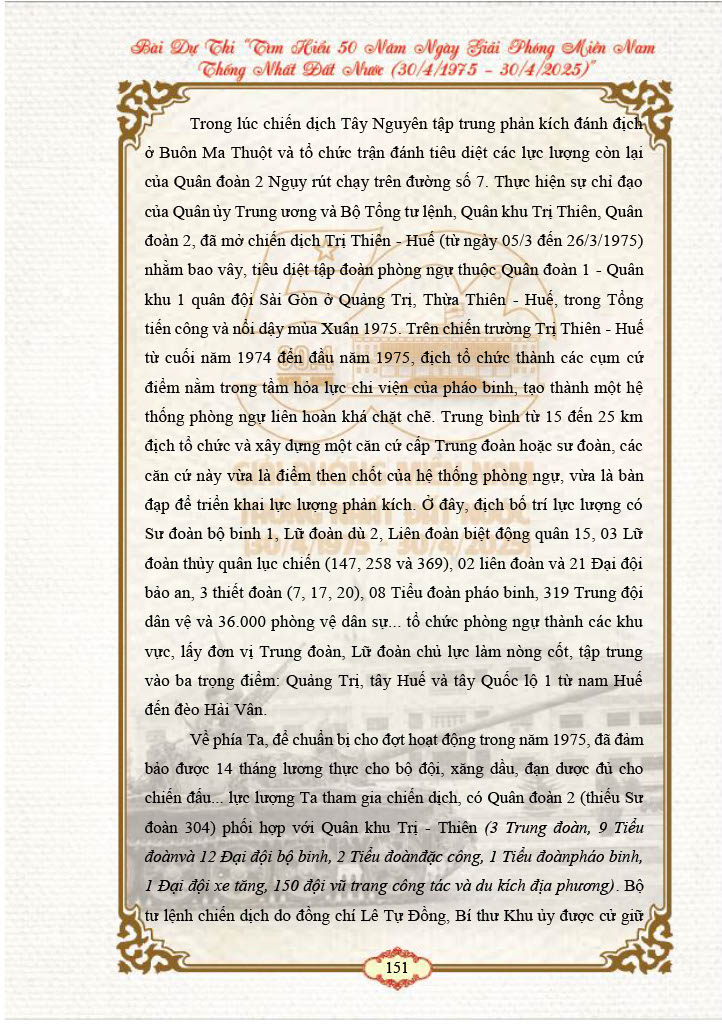 Bài Dự Thi “Tìm Hiểu 50 Năm Ngày Giải Phóng Miền Nam
Thống Nhất Đất Nước (30/4/1975 – 30/4/2025)”
Trong lúc chiến dịch Tây Nguyên tập trung phản kích đánh địch
ở Buôn Ma Thuột và tổ chức trận đánh tiêu diệt các lực lượng còn lại
của Quân đoàn 2 Ngụy rút chạy trên đường số 7. Thực hiện sự chỉ đạo
của Quân ủy Trung ương và Bộ Tổng tư lệnh, Quân khu Trị Thiên, Quân
đoàn 2, đã mở chiến dịch Trị Thiên - Huế (từ ngày 05/3 đến 26/3/1975)
nhằm bao vây, tiêu diệt tập đoàn phòng ngự thuộc Quân đoàn 1 - Quân
khu 1 quân đội Sài Gòn ở Quảng Trị, Thừa Thiên - Huế, trong Tổng
tiến công và nổi dậy mùa Xuân 1975. Trên chiến trường Trị Thiên - Huế
từ cuối năm 1974 đến đầu năm 1975, địch tổ chức thành các cụm cứ
điểm nằm trong tầm hỏa lực chi viện của pháo binh, tạo thành một hệ
thống phòng ngự liên hoàn khá chặt chẽ. Trung bình từ 15 đến 25 km
địch tổ chức và xây dựng một căn cứ cấp Trung đoàn hoặc sư đoàn, các
căn cứ này vừa là điểm then chốt của hệ thống phòng ngự, vừa là bàn
đạp để triển khai lực lượng phản kích. Ở đây, địch bố trí lực lượng có
Sư đoàn bộ binh 1, Lữ đoàn dù 2, Liên đoàn biệt động quân 15, 03 Lữ
đoàn thủy quân lục chiến (147, 258 và 369), 02 liên đoàn và 21 Đại đội
bảo an, 3 thiết đoàn (7, 17, 20), 08 Tiểu đoàn pháo binh, 319 Trung đội
dân vệ và 36.000 phòng vệ dân sự... tổ chức phòng ngự thành các khu
vực, lấy đơn vị Trung đoàn, Lữ đoàn chủ lực làm nòng cốt, tập trung
vào ba trọng điểm: Quảng Trị, tây Huế và tây Quốc lộ 1 từ nam Huế
đến đèo Hải Vân.
Về phía Ta, để chuẩn bị cho đợt hoạt động trong năm 1975, đã đảm
bảo được 14 tháng lương thực cho bộ đội, xăng dầu, đạn dược đủ cho
chiến đấu... lực lượng Ta tham gia chiến dịch, có Quân đoàn 2 (thiếu Sư
đoàn 304) phối hợp với Quân khu Trị - Thiên (3 Trung đoàn, 9 Tiểu
đoànvà 12 Đại đội bộ binh, 2 Tiểu đoànđặc công, 1 Tiểu đoànpháo binh,
1 Đại đội xe tăng, 150 đội vũ trang công tác và du kích địa phương). Bộ
tư lệnh chiến dịch do đồng chí Lê Tự Đồng, Bí thư Khu ủy được cử giữ
30.4
GIẢI PHÓNG MIỀN NAM
THỐNG NHẤT ĐẤT NƯỚC
(30/4/1975 - 30/4/2025)
151